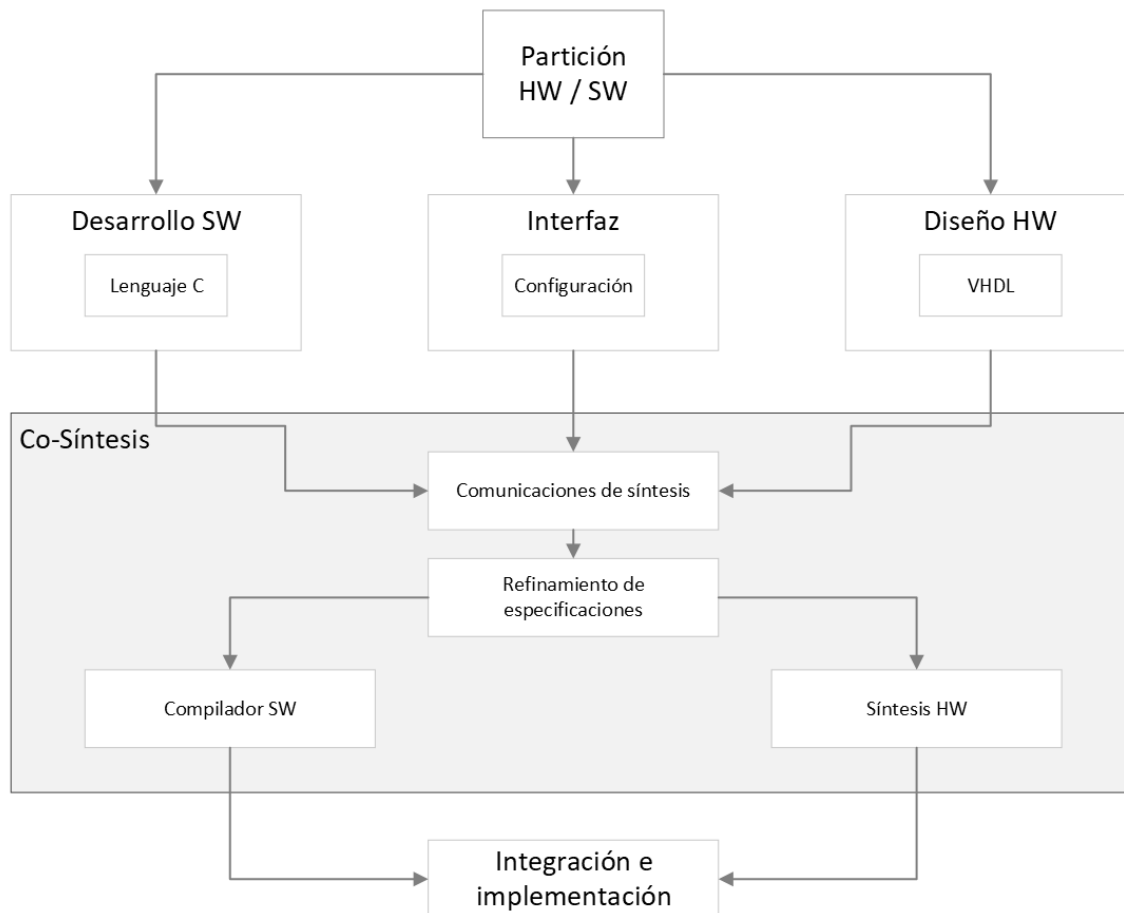 Partición
HW / SW
Desarrollo SW
Interfaz
Diseño HW
Lenguaje C
Configuración
VHDL
Co-Síntesis
Comunicaciones de síntesis
Refinamiento de
especificaciones
Compilador SW
Síntesis HW
Integración e
implementación